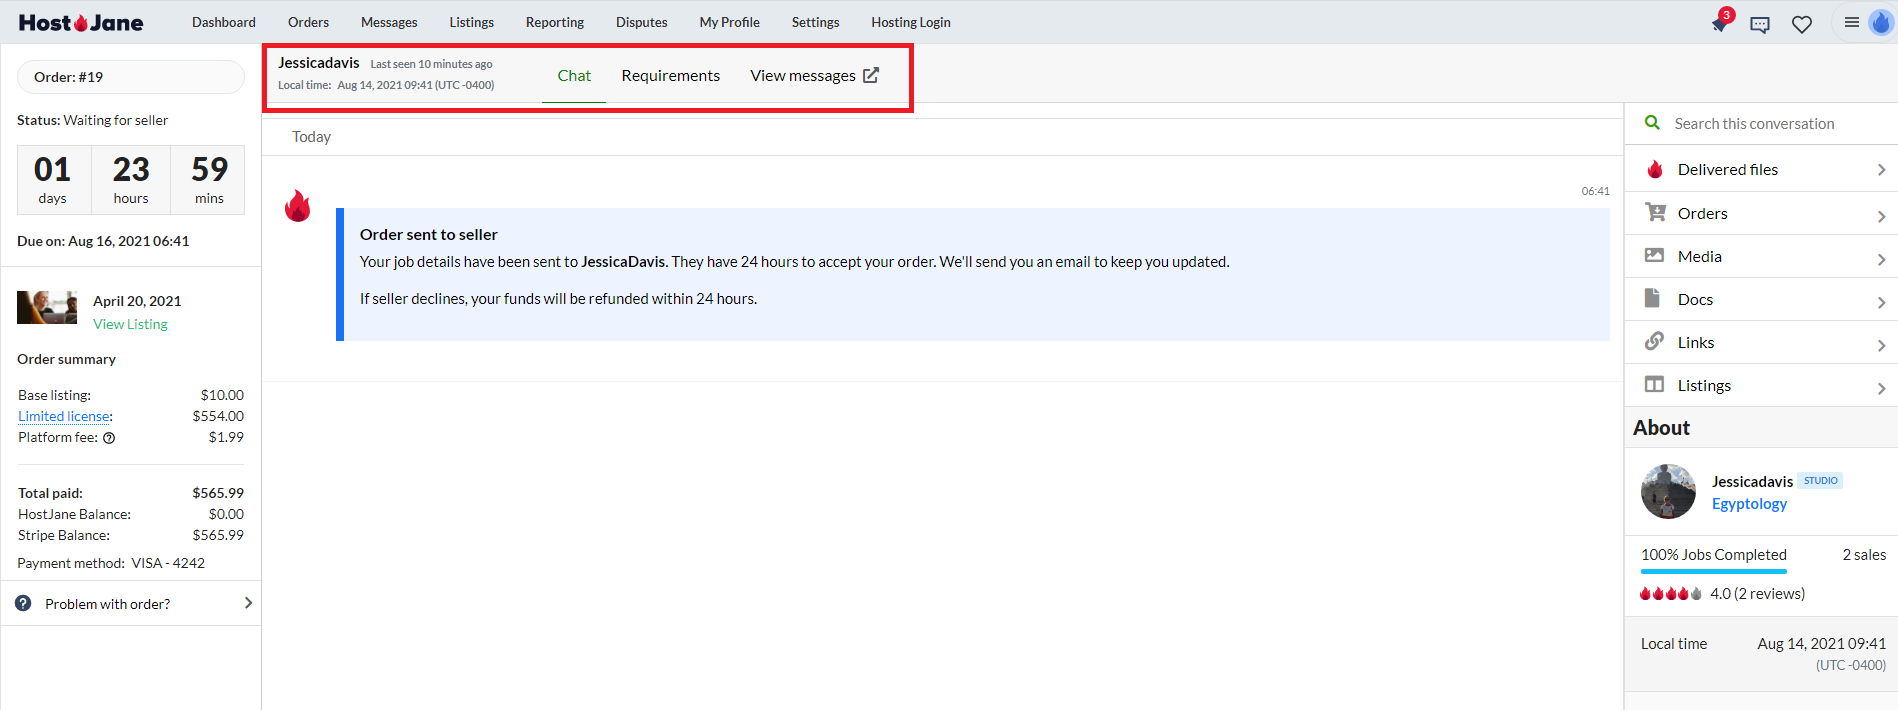 Host Jane
Dashboard Orders Messages Listings Reporting Disputes My Profile Settings Hosting Login
3
Order: #19
Status: Waiting for seller
01 23 59
days hours mins
Due on: Aug 16, 2021 06:41
April 20, 2021
View Listing
Order summary
Base listing: $10.00
Limited license: $554.00
Platform fee: $1.99
Total paid: $565.99
HostJane Balance: $0.00
Stripe Balance: $565.99
Payment method: VISA - 4242
Problem with order?
Jessicadavis Last seen 10 minutes ago
Local time: Aug 14, 2021 09:41 (UTC -0400)
Chat Requirements View messages
Today
06:41
Order sent to seller
Your job details have been sent to JessicaDavis. They have 24 hours to accept your order. We'll send you an email to keep you updated.
If seller declines, your funds will be refunded within 24 hours.
Search this conversation
Delivered files
Orders
Media
Docs
Links
Listings
About
Jessicadavis STUDIO
Egyptology
100% Jobs Completed 2 sales
4.0 (2 reviews)
Local time Aug 14, 2021 09:41
(UTC -0400)